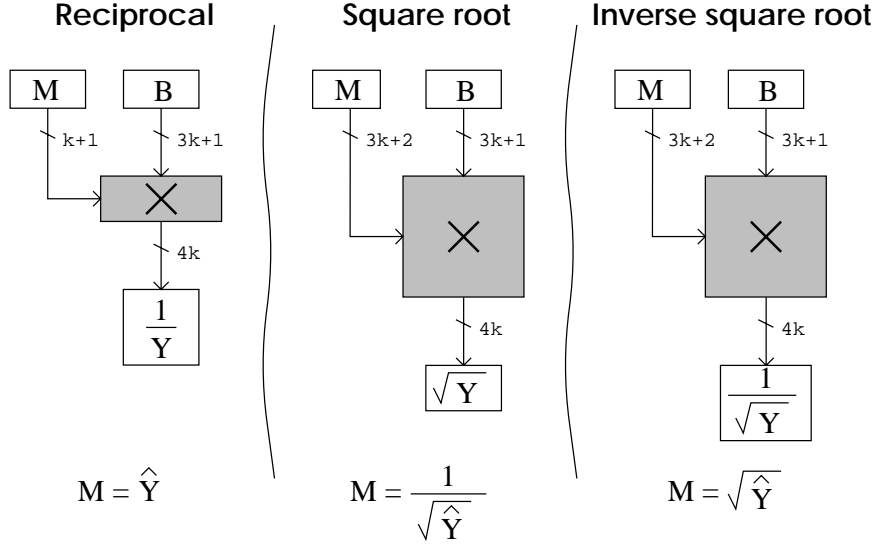 Reciprocal Square root Inverse square root
M B M B M B
k+1 3k+1 3k+2 3k+1 3k+2 3k+1
× × ×
4k 4k 4k
1/Y √Y 1/√Y
M = Ŷ M = 1/√Ŷ M = √Ŷ